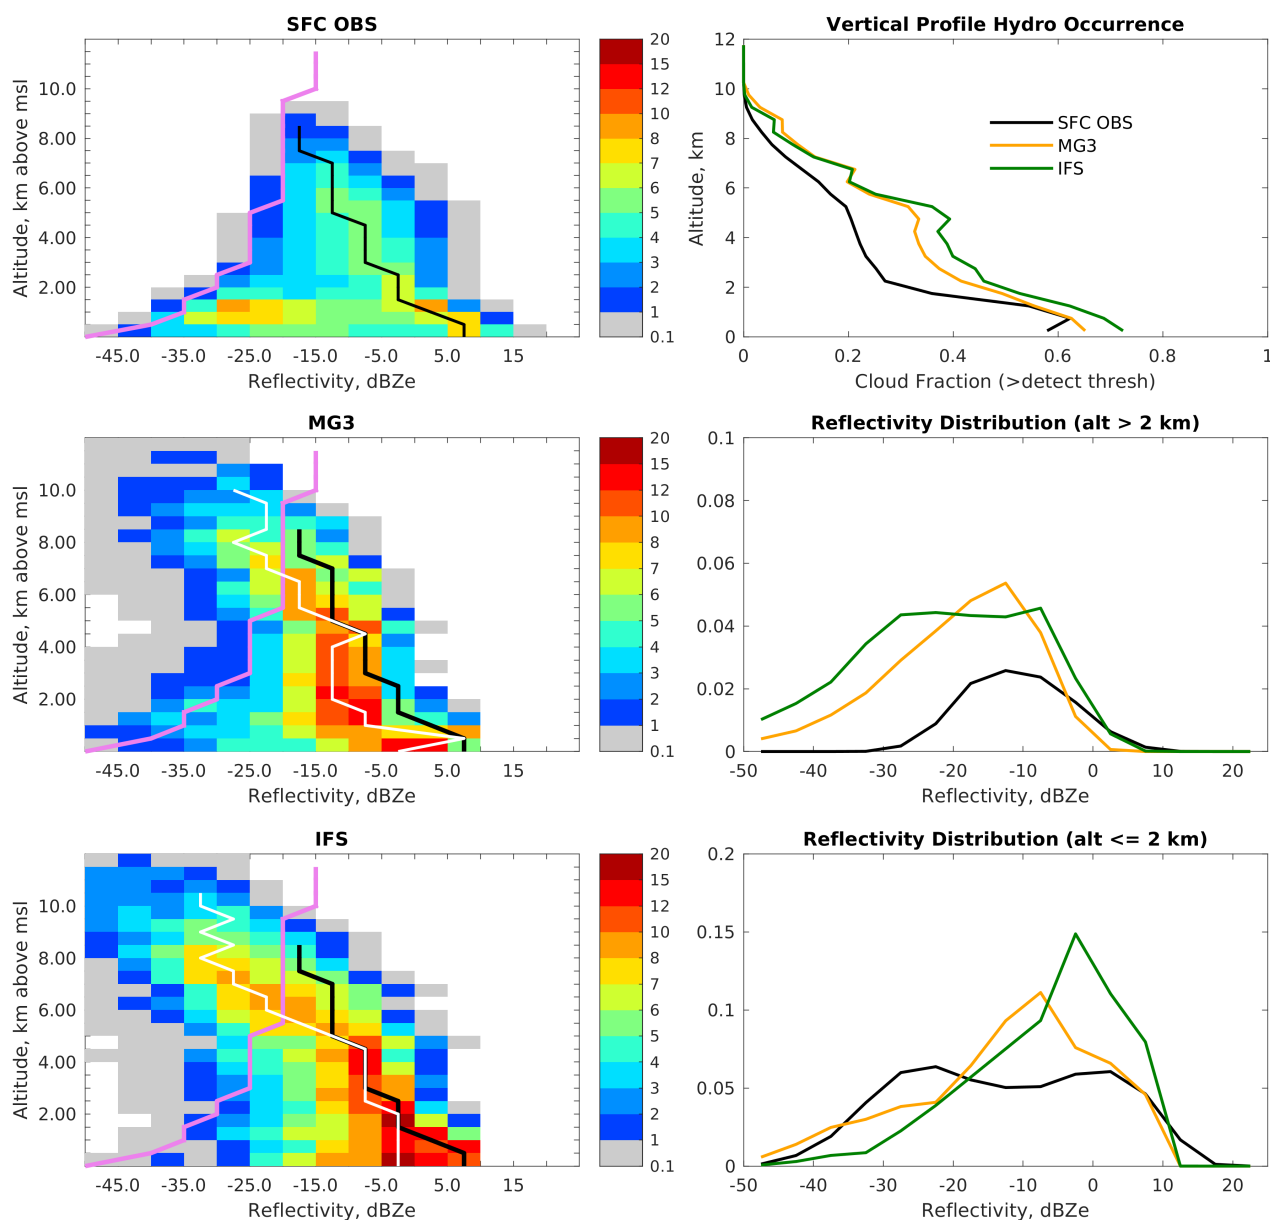 SFC OBS
10.0
8.00
6.00
4.00
2.00
Altitude, km above msl
-45.0 -35.0 -25.0 -15.0 -5.0 5.0 15
Reflectivity, dBZe
20
15
12
10
8
7
6
5
4
3
2
1
0.1
Vertical Profile Hydro Occurrence
12
10
8
6
4
2
0
Altitude, km
SFC OBS
MG3
IFS
0 0.2 0.4 0.6 0.8 1
Cloud Fraction (>detect thresh)
MG3
10.0
8.00
6.00
4.00
2.00
Altitude, km above msl
-45.0 -35.0 -25.0 -15.0 -5.0 5.0 15
Reflectivity, dBZe
20
15
12
10
8
7
6
5
4
3
2
1
0.1
Reflectivity Distribution (alt > 2 km)
0.1
0.08
0.06
0.04
0.02
0
-50 -40 -30 -20 -10 0 10 20
Reflectivity, dBZe
IFS
10.0
8.00
6.00
4.00
2.00
Altitude, km above msl
-45.0 -35.0 -25.0 -15.0 -5.0 5.0 15
Reflectivity, dBZe
20
15
12
10
8
7
6
5
4
3
2
1
0.1
Reflectivity Distribution (alt <= 2 km)
0.2
0.15
0.1
0.05
0
-50 -40 -30 -20 -10 0 10 20
Reflectivity, dBZe